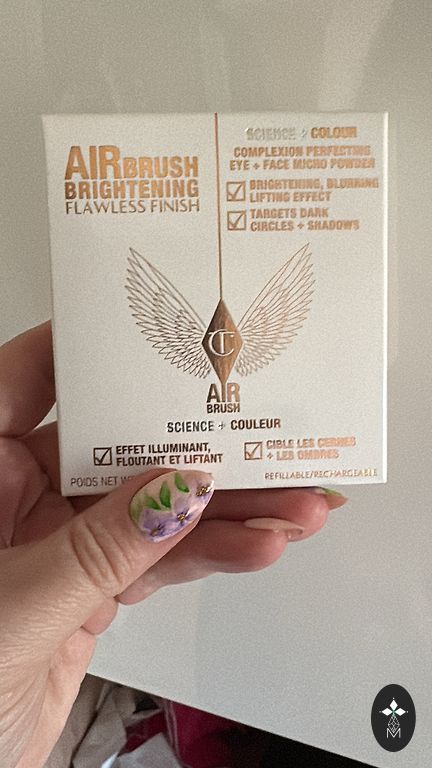 AIRBRUSH
BRIGHTENING
FLAWLESS FINISH
SCIENCE + COLOUR
COMPLEXION PERFECTING
EYE + FACE MICRO POWDER
BRIGHTENING, BLURRING
LIFTING EFFECT
TARGETS DARK
CIRCLES + SHADOWS
CT
AIR
BRUSH
SCIENCE + COULEUR
EFFET ILLUMINANT,
FLOUTANT ET LIFTANT
CIBLE LES CERNES
+ LES OMBRES
POIDS NET
REFILLABLE/RECHARGEABLE
M